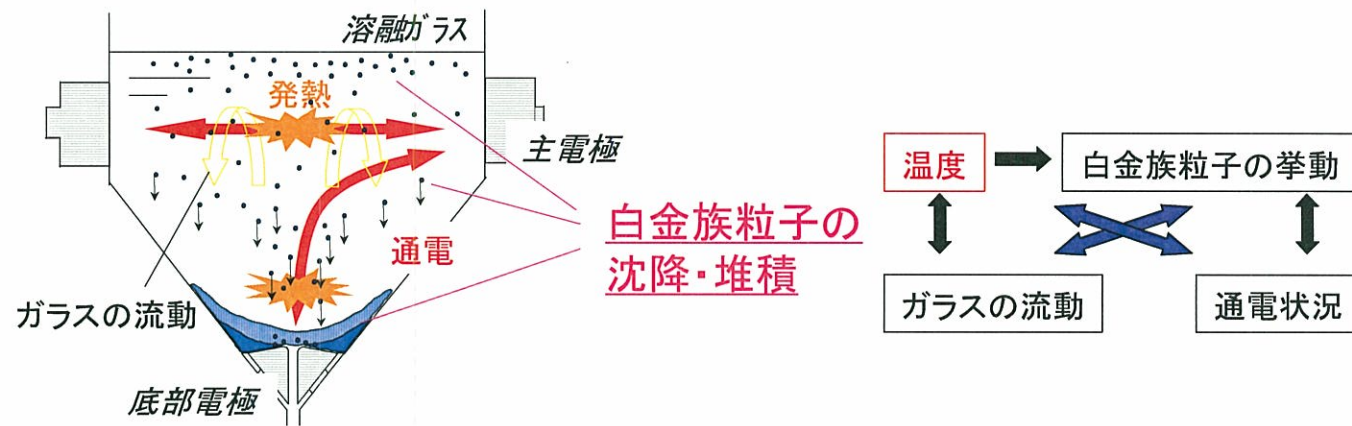 溶融ガラス
発熱
主電極
通電
ガラスの流動
底部電極
白金族粒子の
沈降・堆積
温度
白金族粒子の挙動
ガラスの流動
通電状況